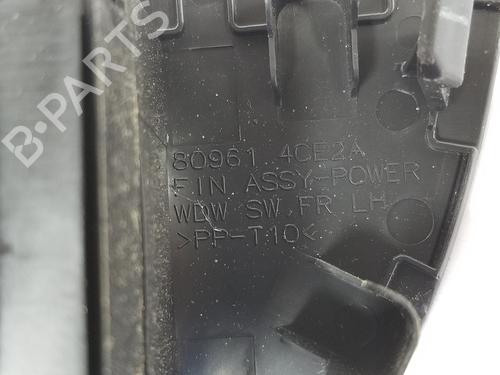 B-PARTS
80961 4CE2A
FIN ASSY-POWER
WDW SW FR LH
>PP-T10<